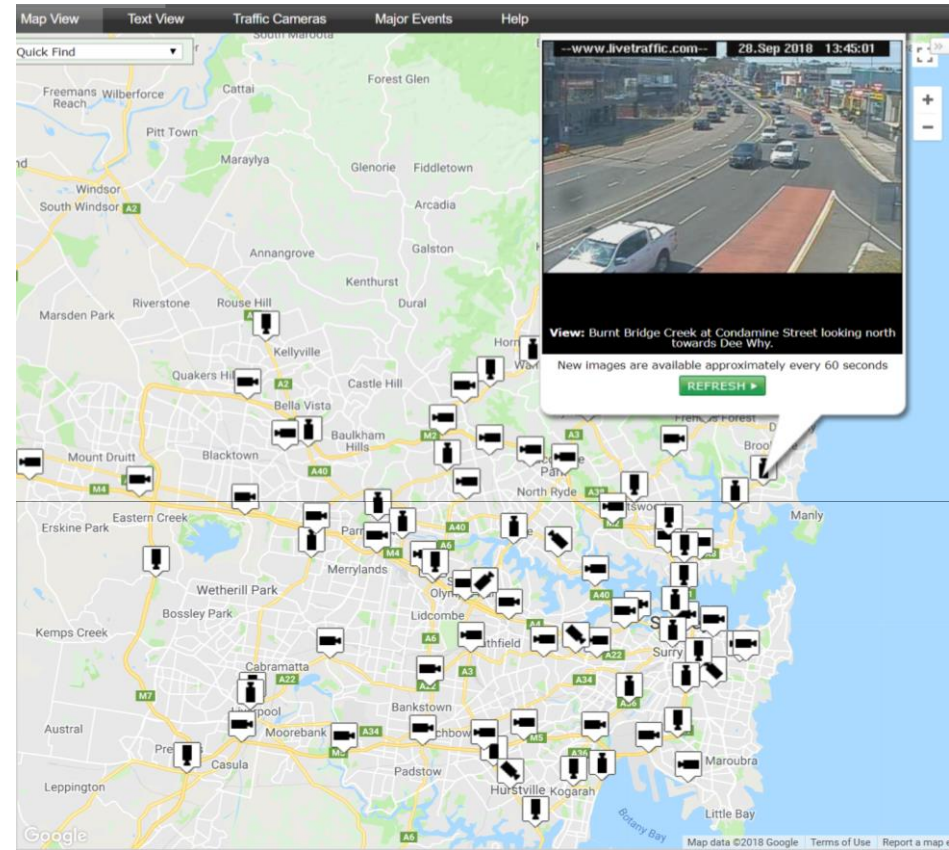 Map View Text View Traffic Cameras Major Events Help
Quick Find
--www.livetraffic.com-- 28.Sep 2018 13:45:01
South Maroota
Forest Glen
Freemans Reach
Wilberforce
Cattai
Pitt Town
Maraylya
Glenorie
Fiddletown
Windsor
South Windsor
A2
Arcadia
Annangrove
Galston
Kenthurst
Riverstone
Rouse Hill
Dural
Marsden Park
View: Burnt Bridge Creek at Condamine Street looking north
towards Dee Why.
New images are available approximately every 60 seconds
REFRESH
Kellyville
Quakers Hi
A2
Castle Hill
Bella Vista
Baulkham
Hills
M2
A3
Mount Druitt
Blacktown
A40
M4
North Ryde
Manly
Erskine Park
Eastern Creek
A40
M4
A6
Merrylands
Wetherill Park
Lidcombe
A40
Bossley Park
Kemps Creek
A6
A4
Surry
A22
Cabramatta
A22
A3
A34
M7
Bankstown
Austral
Moorebank
A34
M5
Casula
Padstow
Maroubra
Leppington
Hurstville
Kogarah
Botany Bay
Little Bay
A6
Google
Map data ©2018 Google Terms of Use Report a map